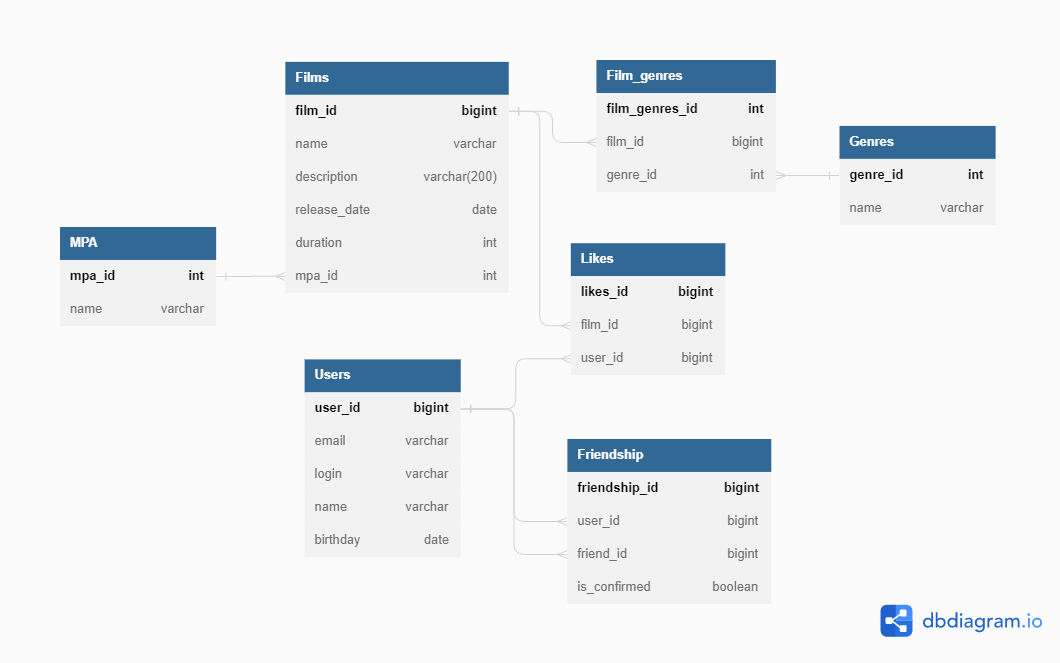 Films
film_id bigint
name varchar
description varchar(200)
release_date date
duration int
mpa_id int
Film_genres
film_genres_id int
film_id bigint
genre_id int
Genres
genre_id int
name varchar
MPA
mpa_id int
name varchar
Likes
likes_id bigint
film_id bigint
user_id bigint
Users
user_id bigint
email varchar
login varchar
name varchar
birthday date
Friendship
friendship_id bigint
user_id bigint
friend_id bigint
is_confirmed boolean
dbdiagram.io